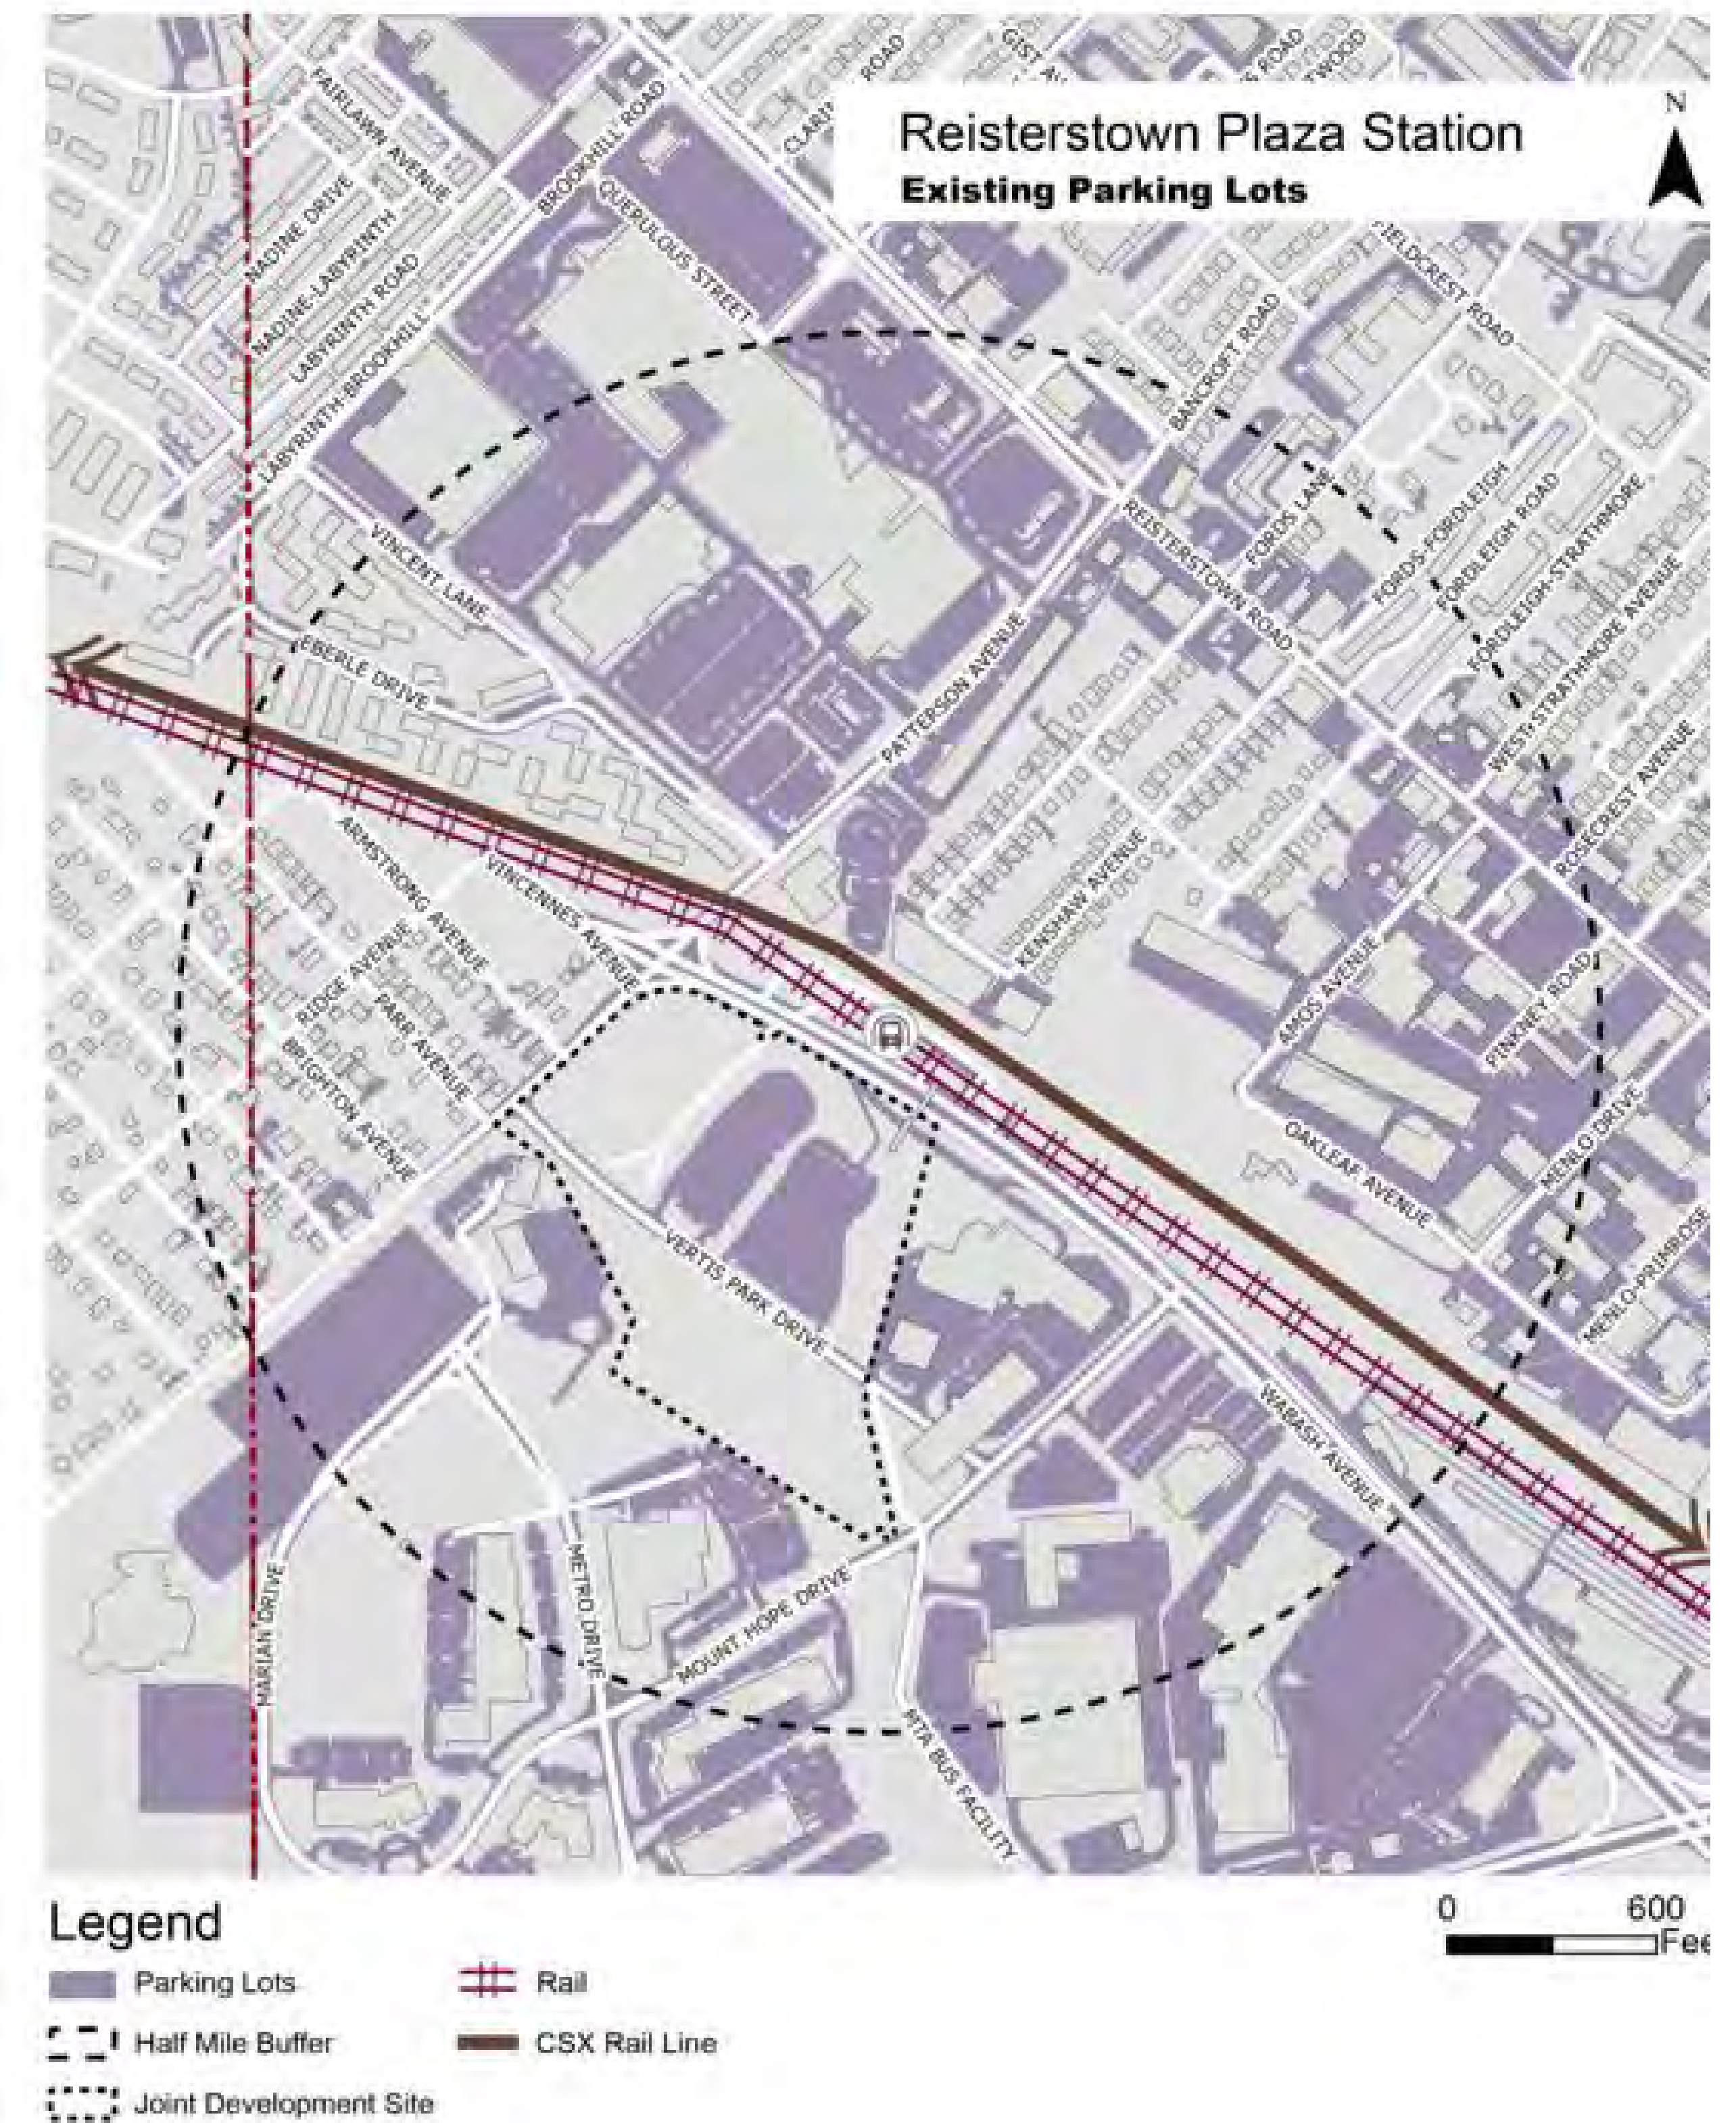 Reisterstown Plaza Station
Existing Parking Lots
N
FAIRLAWN AVENUE
BROOKHILL ROAD
ROAD
NADINE DRIVE
NADINE-LABYRINTH
LABYRINTH ROAD
LABYRINTH-BROOKHILL
QUERULOUS STREET
FIELDCREST ROAD
BANCROFT ROAD
VINCENT LANE
REISTERSTOWN ROAD
FORDS LANE
FORDS-FORDLEIGH
FORDLEIGH ROAD
FORDLEIGH-STRATHMORE
WEST-STRATHMORE AVENUE
EBERLE DRIVE
PATTERSON AVENUE
ROSECREST AVENUE
ARMSTRONG AVENUE
VINCENNES AVENUE
KENSHAW AVENUE
RIDGE AVENUE
PARR AVENUE
BRIGHTON AVENUE
AMOS AVENUE
PINKNEY ROAD
OAKLEAF AVENUE
MENLO DRIVE
MENLO-PRIMROSE
VERTIS PARK DRIVE
WABASH AVENUE
MARIAN DRIVE
METRO DRIVE
MOUNT HOPE DRIVE
MTA BUS FACILITY
0 600
Fee
Legend
Parking Lots
Rail
Half Mile Buffer
CSX Rail Line
Joint Development Site